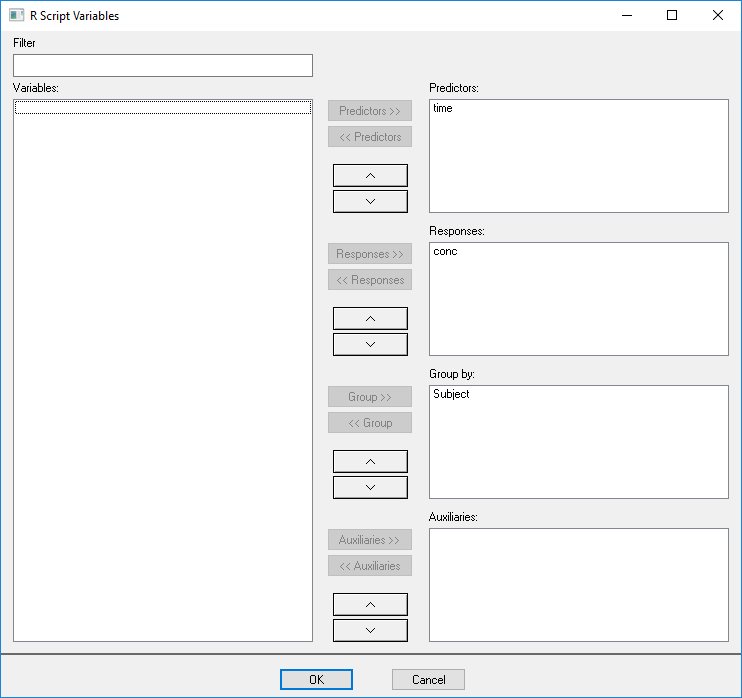 R Script Variables
Filter
Variables:
Predictors >>
<< Predictors
Predictors:
time
Responses >>
<< Responses
Responses:
conc
Group >>
<< Group
Group by:
Subject
Auxiliaries >>
<< Auxiliaries
Auxiliaries:
OK
Cancel